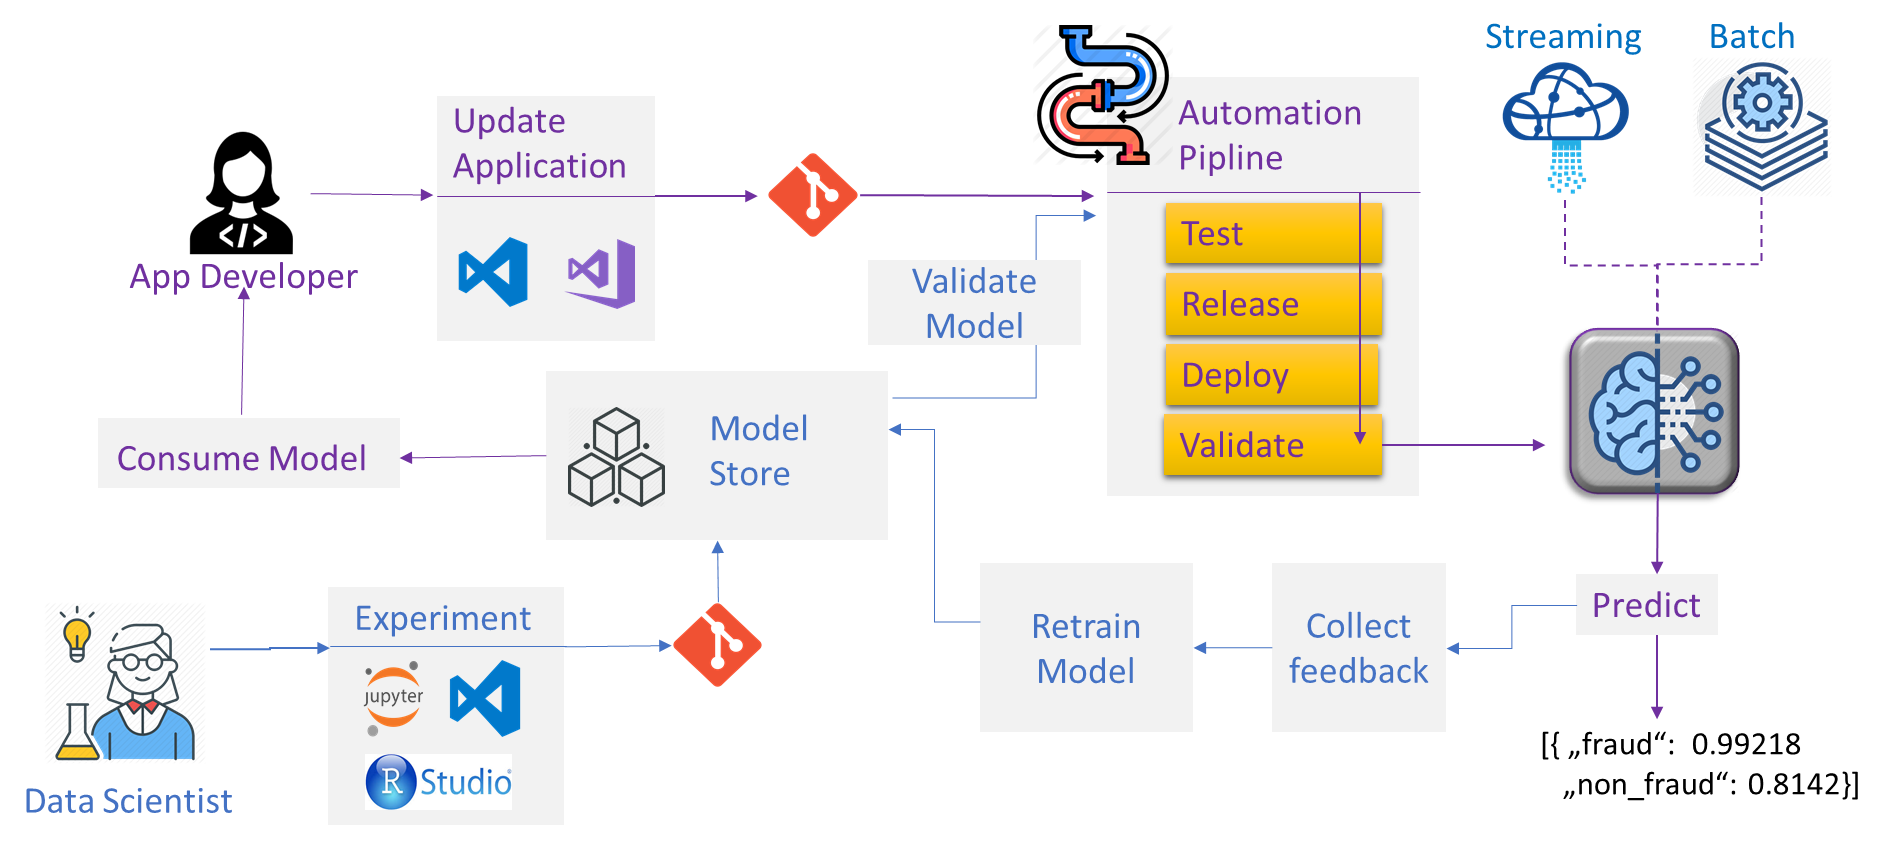 Streaming
Batch
Update
Application
Automation
Pipline
</>
App Developer
Test
Validate
Model
Release
Deploy
Model
Store
Validate
Consume Model
Experiment
Jupyter
R Studio
Data Scientist
Retrain
Model
Collect
feedback
Predict
[{ „fraud“: 0.99218
„non_fraud“: 0.8142}]